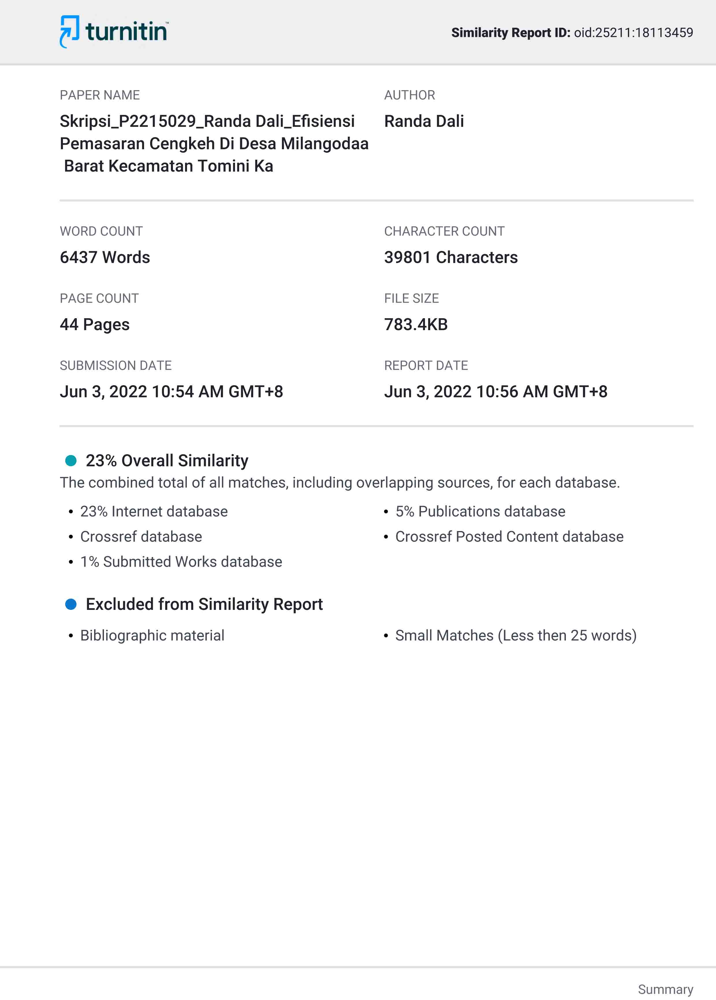 turnitin™
Similarity Report ID: oid:25211:18113459
PAPER NAME
Skripsi_P2215029_Randa Dali_Efisiensi
Pemasaran Cengkeh Di Desa Milangodaa
Barat Kecamatan Tomini Ka
AUTHOR
Randa Dali
WORD COUNT
6437 Words
CHARACTER COUNT
39801 Characters
PAGE COUNT
44 Pages
FILE SIZE
783.4KB
SUBMISSION DATE
Jun 3, 2022 10:54 AM GMT+8
REPORT DATE
Jun 3, 2022 10:56 AM GMT+8
23% Overall Similarity
The combined total of all matches, including overlapping sources, for each database.
• 23% Internet database
• 5% Publications database
• Crossref database
• Crossref Posted Content database
• 1% Submitted Works database
Excluded from Similarity Report
• Bibliographic material
• Small Matches (Less then 25 words)
Summary